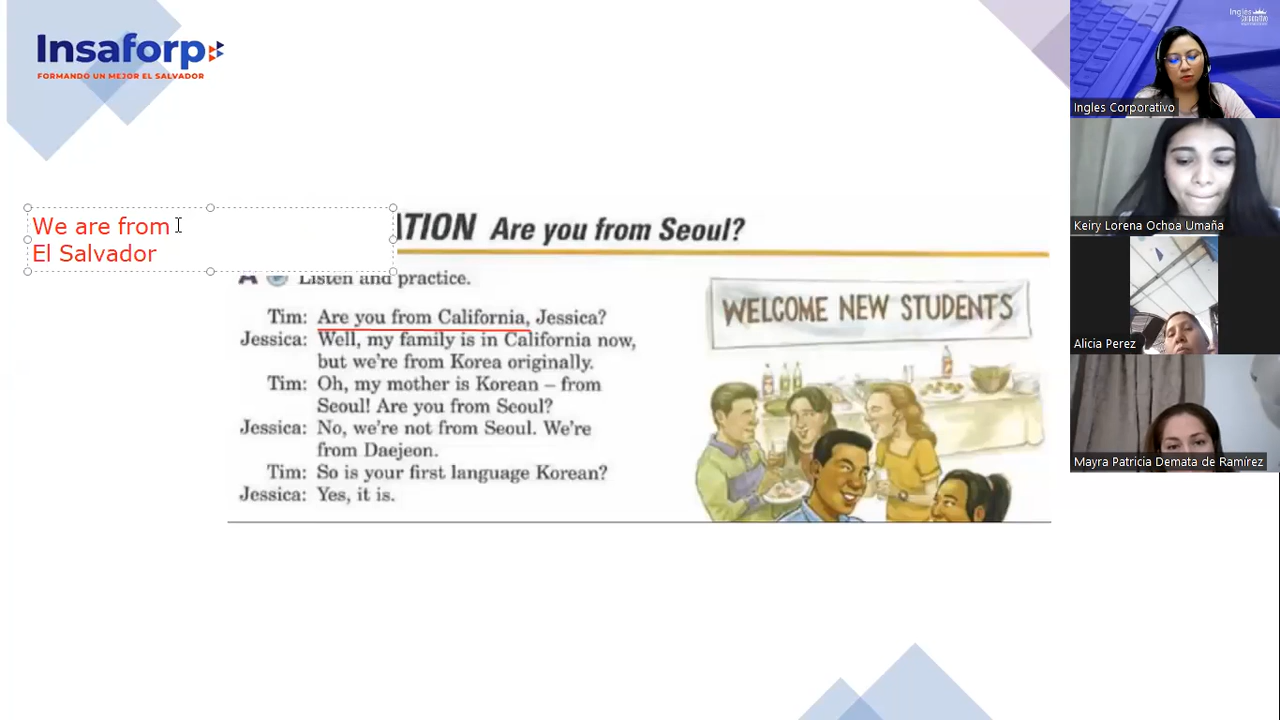 Insaforp
FORMANDO UN MEJOR EL SALVADOR
We are from
El Salvador
TION Are you from Seoul?
A Listen and practice.
Tim: Are you from California, Jessica?
Jessica: Well, my family is in California now,
but we're from Korea originally.
Tim: Oh, my mother is Korean – from
Seoul! Are you from Seoul?
Jessica: No, we're not from Seoul. We're
from Daejeon.
Tim: So is your first language Korean?
Jessica: Yes, it is.
WELCOME NEW STUDENTS
Ingles Corporativo
Keiry Lorena Ochoa Umaña
Alicia Perez
Mayra Patricia Demata de Ramírez